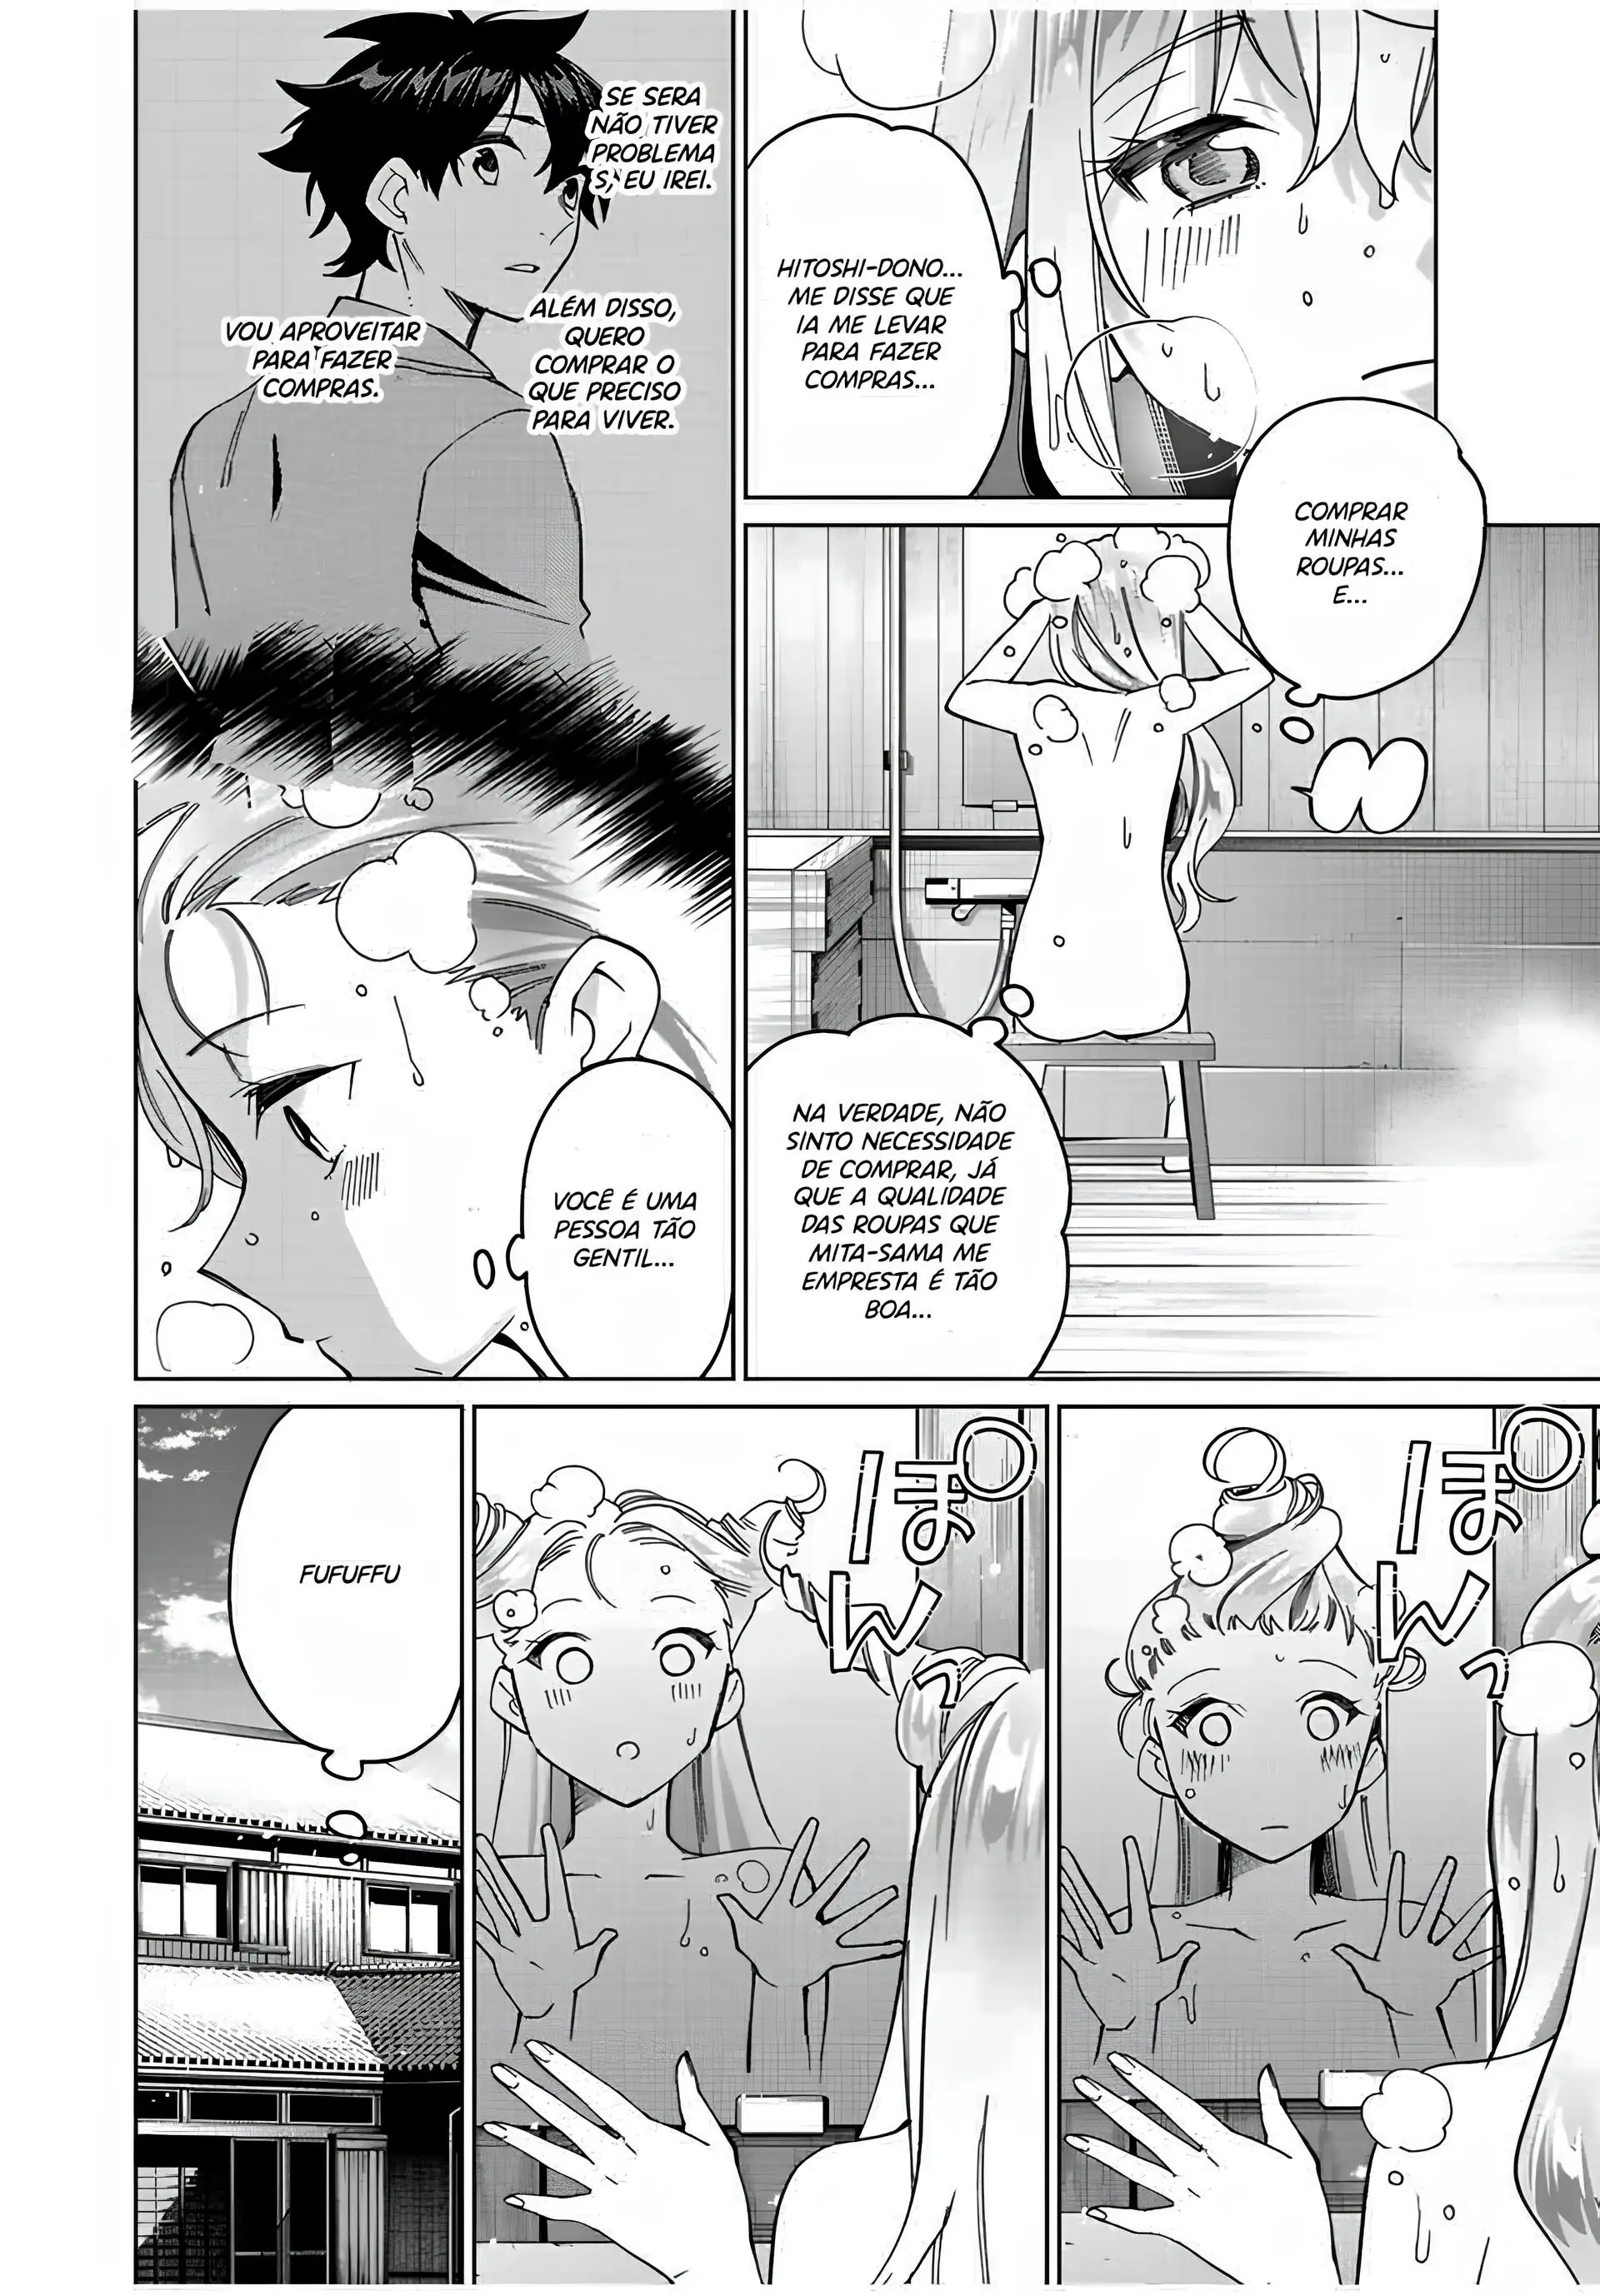 HITOSHI-DONO...
ME DISSE QUE
IA ME LEVAR
PARA FAZER
COMPRAS...
COMPRAR
MINHAS
ROUPAS...
E...
NA VERDADE, NÃO
SINTO NECESSIDADE
DE COMPRAR, JÁ
QUE A QUALIDADE
DAS ROUPAS QUE
MITA-SAMA ME
EMPRESTA É TÃO
BOA...
SE SERA
NÃO TIVER
PROBLEMA
S, EU IREI.
ALÉM DISSO,
QUERO
COMPRAR O
QUE PRECISO
PARA VIVER.
VOU APROVEITAR
PARA FAZER
COMPRAS.
VOCÊ É UMA
PESSOA TÃO
GENTIL...
ぽーん
ぽーんっ
FUFUFFU